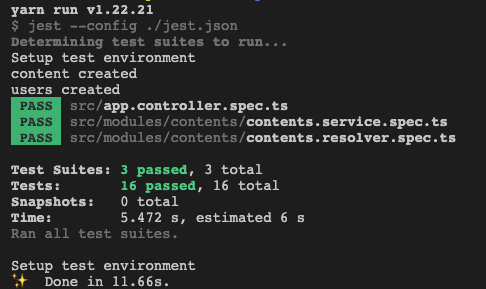 yarn run v1.22.21
$ jest --config ./jest.json
Determining test suites to run...
Setup test environment
content created
users created
PASS src/app.controller.spec.ts
PASS src/modules/contents/contents.service.spec.ts
PASS src/modules/contents/contents.resolver.spec.ts
Test Suites: 3 passed, 3 total
Tests: 16 passed, 16 total
Snapshots: 0 total
Time: 5.472 s, estimated 6 s
Ran all test suites.
Setup test environment
✨ Done in 11.66s.